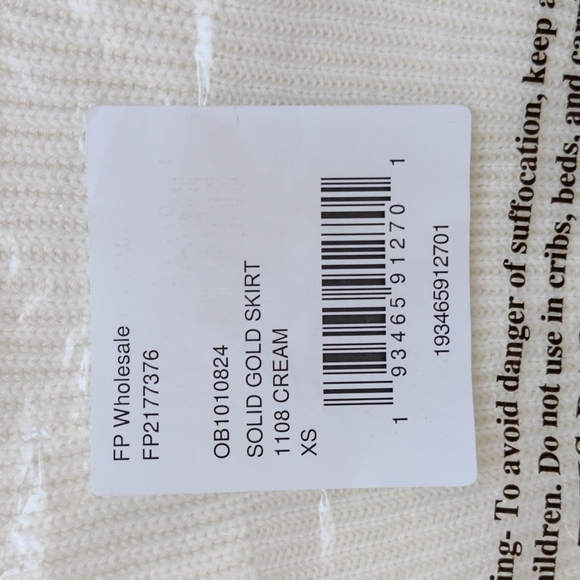 FP Wholesale
FP2177376
OB1010824
SOLID GOLD SKIRT
1108 CREAM
XS
1 93465 91270 1
193465912701
ing- To avoid danger of suffocation, keep a
ildren. Do not use in cribs, beds, and car